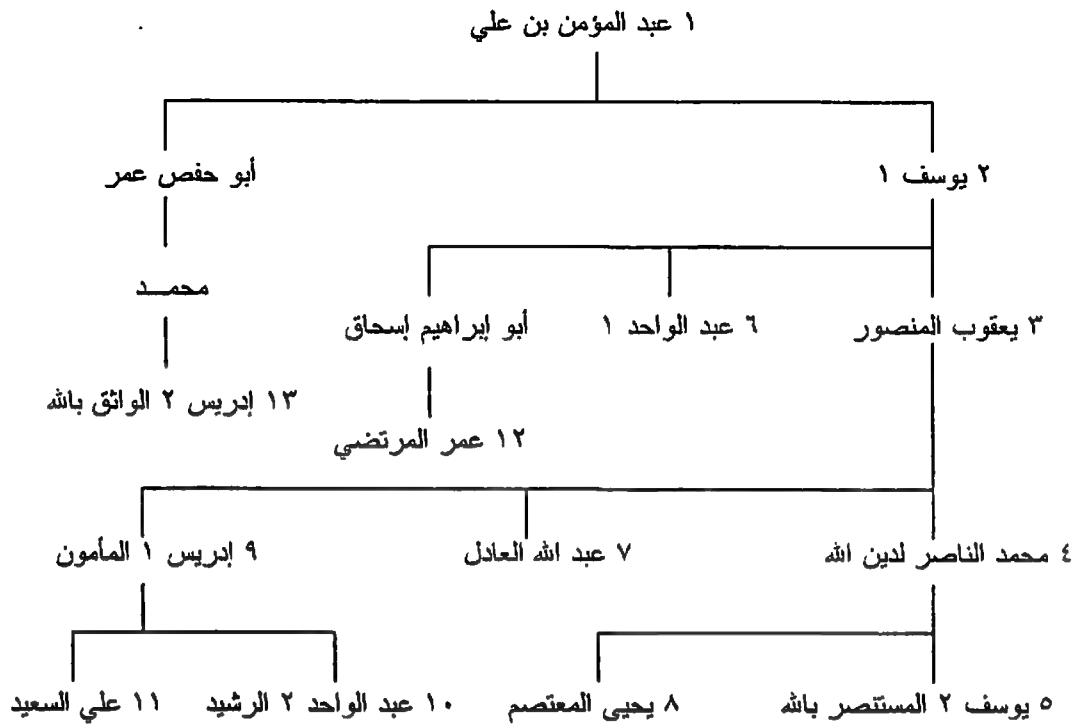 ١ عبد المؤمن بن علي
٢ يوسف ١
أبو حفص عمر
محمـــد
٣ يعقوب المنصور
٦ عبد الواحد ١
أبو إبراهيم إسحاق
١٣ إدريس ٢ الواثق بالله
١٢ عمر المرتضي
٤ محمد الناصر لدين الله
٧ عبد الله العادل
٩ إدريس ١ المأمون
٥ يوسف ٢ المستنصر بالله
٨ يحيى المعتصم
١٠ عبد الواحد ٢ الرشيد
١١ علي السعيد